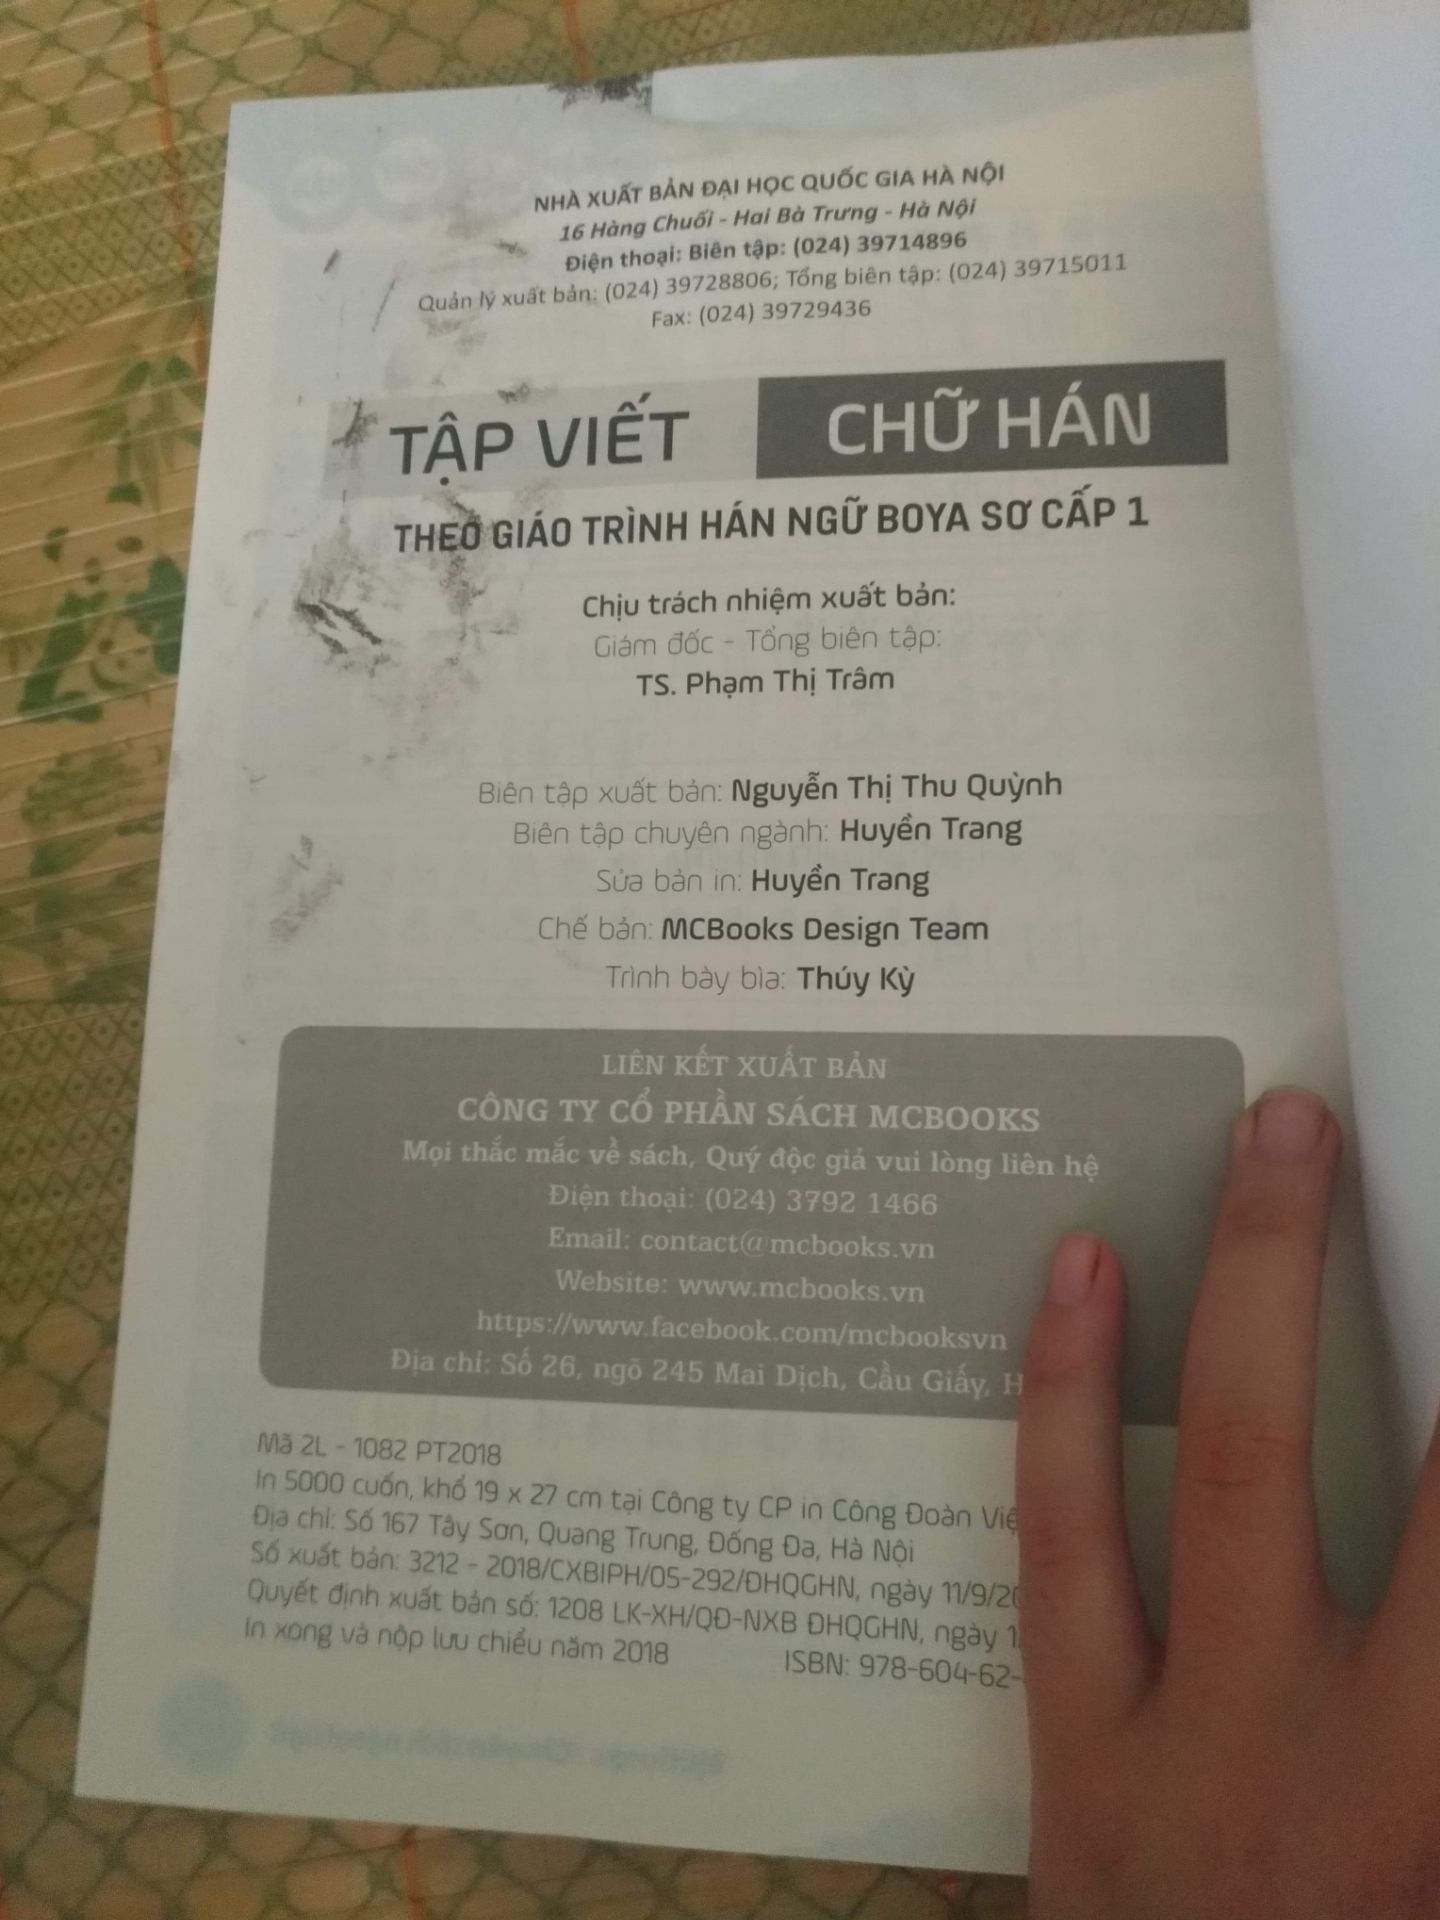 NHÀ XUẤT BẢN ĐẠI HỌC QUỐC GIA HÀ NỘI
16 Hàng Chuối - Hai Bà Trưng - Hà Nội
Điện thoại: Biên tập: (024) 39714896
Quản lý xuất bản: (024) 39728806; Tổng biên tập: (024) 39715011
Fax: (024) 39729436
TẬP VIẾT CHỮ HÁN
THEO GIÁO TRÌNH HÁN NGỮ BOYA SƠ CẤP 1
Chịu trách nhiệm xuất bản:
Giám đốc - Tổng biên tập:
TS. Phạm Thị Trâm
Biên tập xuất bản: Nguyễn Thị Thu Quỳnh
Biên tập chuyên ngành: Huyền Trang
Sửa bản in: Huyền Trang
Chế bản: MCBooks Design Team
Trình bày bìa: Thúy Kỳ
LIÊN KẾT XUẤT BẢN
CÔNG TY CỔ PHẦN SÁCH MCBOOKS
Mọi thắc mắc về sách, Quý độc giả vui lòng liên hệ
Điện thoại: (024) 3792 1466
Email: contact@mcbooks.vn
Website: www.mcbooks.vn
https://www.facebook.com/mcbooksvn
Địa chỉ: Số 26, ngõ 245 Mai Dịch, Cầu Giấy,
Mã 2L - 1082 PT2018
In 5000 cuốn, khổ 19 x 27 cm tại Công ty CP in Công Đoàn
Địa chỉ: Số 167 Tây Sơn, Quang Trung, Đống Đa, Hà Nội
Số xuất bản: 3212 - 2018/CXBIPH/05-292/ĐHQGHN, ngày
Quyết định xuất bản số: 1208 LK-XH/QĐ-NXB ĐHQGHN, ngày
In xong và nộp lưu chiểu năm 2018 ISBN: 978-604-62-